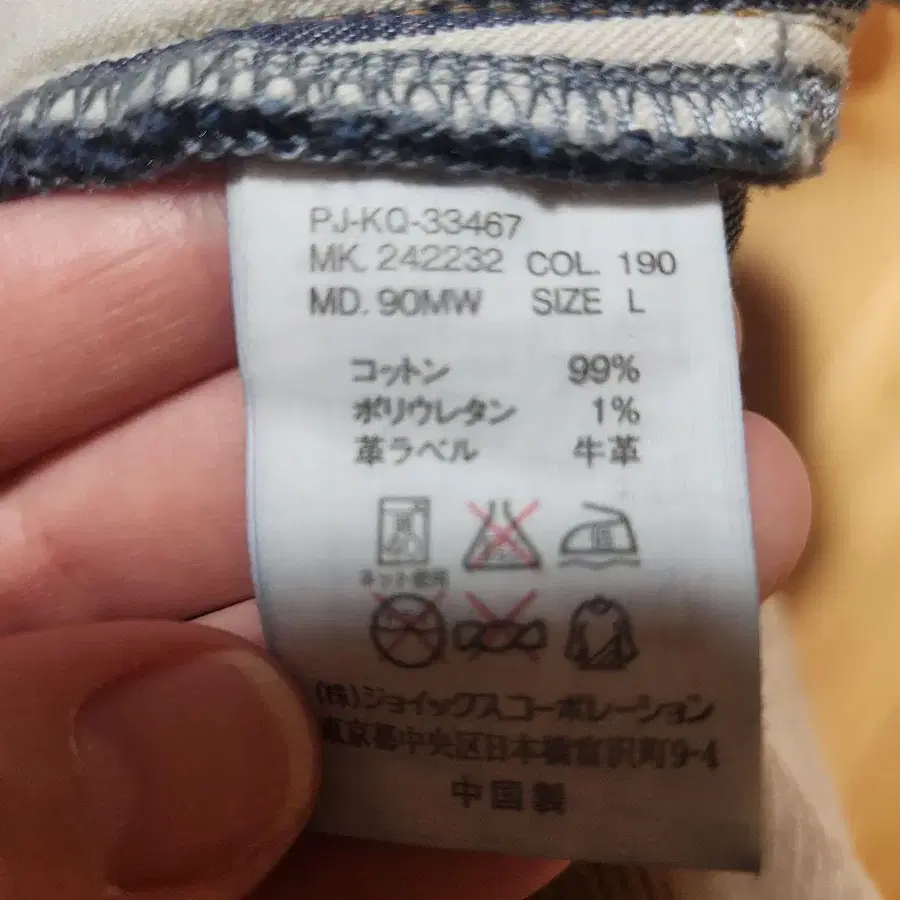 PJ-KQ-33467
MK. 242232 COL. 190
MD. 90MW SIZE L
コットン 99%
ポリウレタン 1%
革ラベル 牛革
40
ネット使用
(株)ジョイックスコーポレーション
東京都中央区日本橋富沢町9-4
中国製